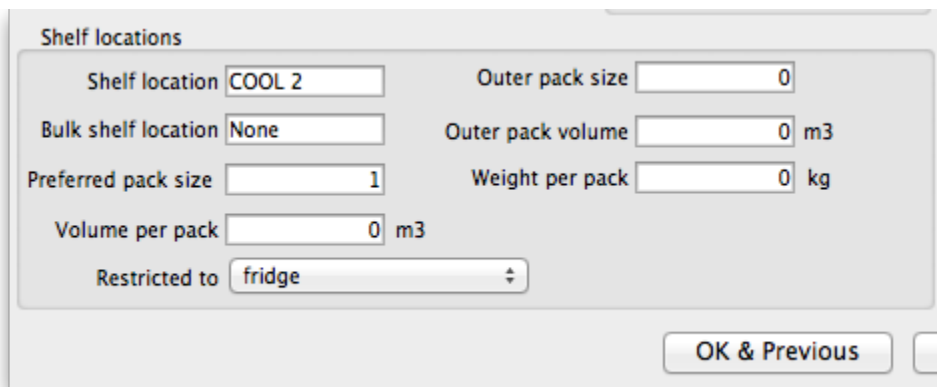 Shelf locations
Shelf location COOL 2 Outer pack size 0
Bulk shelf location None Outer pack volume 0 m3
Preferred pack size 1 Weight per pack 0 kg
Volume per pack 0 m3
Restricted to fridge
OK & Previous